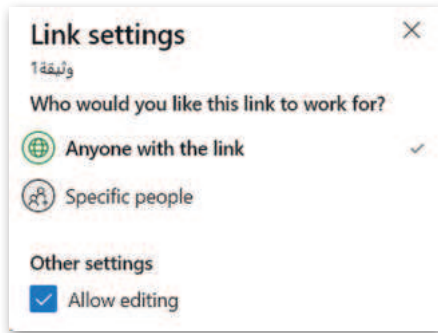 Link settings
وثيقة1
Who would you like this link to work for?
Anyone with the link
Specific people
Other settings
Allow editing